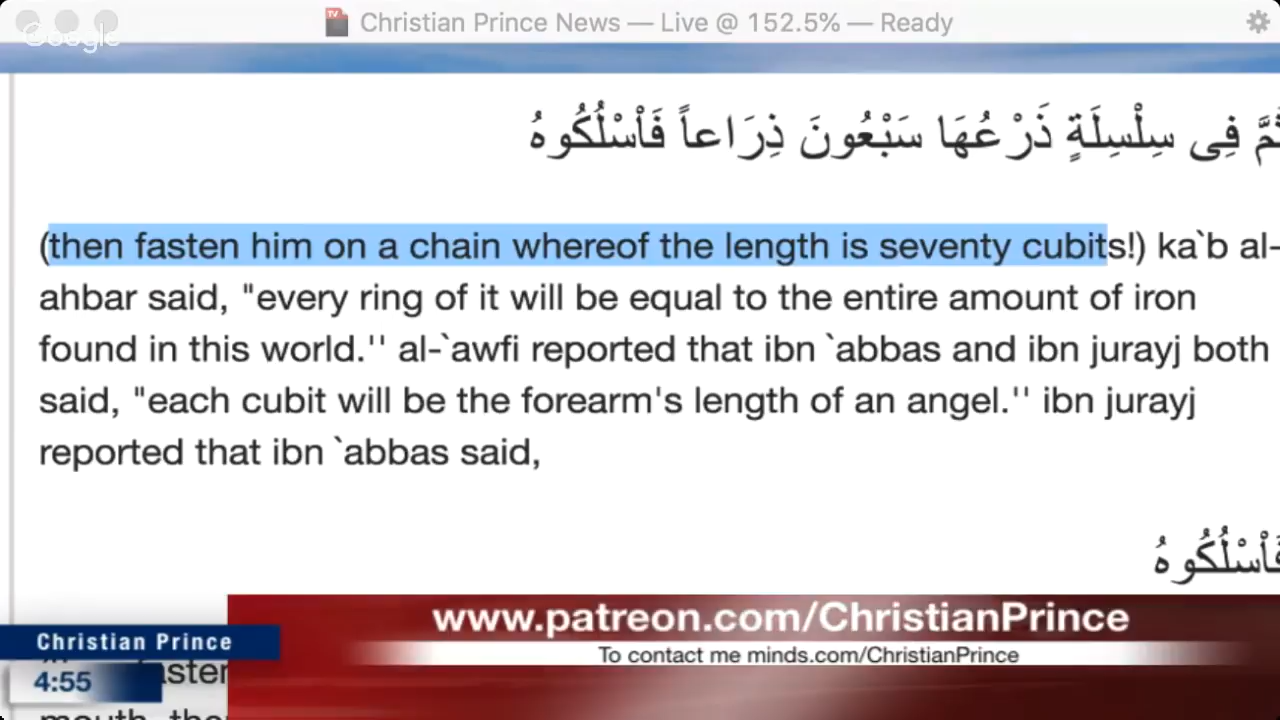 Christian Prince News — Live @ 152.5% — Ready
Google
ثُمَّ فِى سِلْسِلَةٍ ذَرْعُهَا سَبْعُونَ ذِرَاعاً فَاْسْلُكُوهُ
(then fasten him on a chain whereof the length is seventy cubits!) ka`b al-
ahbar said, "every ring of it will be equal to the entire amount of iron
found in this world.'' al-`awfi reported that ibn `abbas and ibn jurayj both
said, "each cubit will be the forearm's length of an angel.'' ibn jurayj
reported that ibn `abbas said,
فَاْسْلُكُوهُ
www.patreon.com/ChristianPrince
Christian Prince
To contact me minds.com/ChristianPrince
4:55